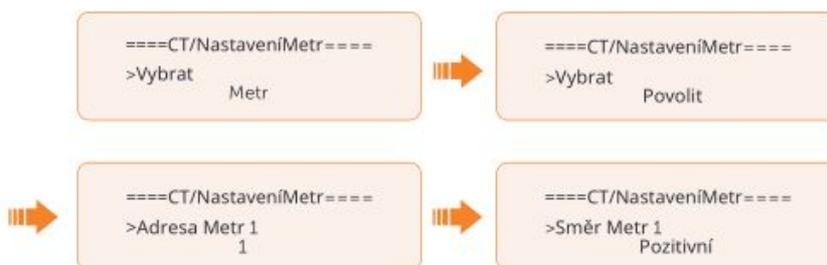 ====CT/NastaveníMetr====
>Vybrat
Metr
====CT/NastaveníMetr====
>Vybrat
Povolit
====CT/NastaveníMetr====
>Adresa Metr 1
1
====CT/NastaveníMetr====
>Směr Metr 1
Pozitivní